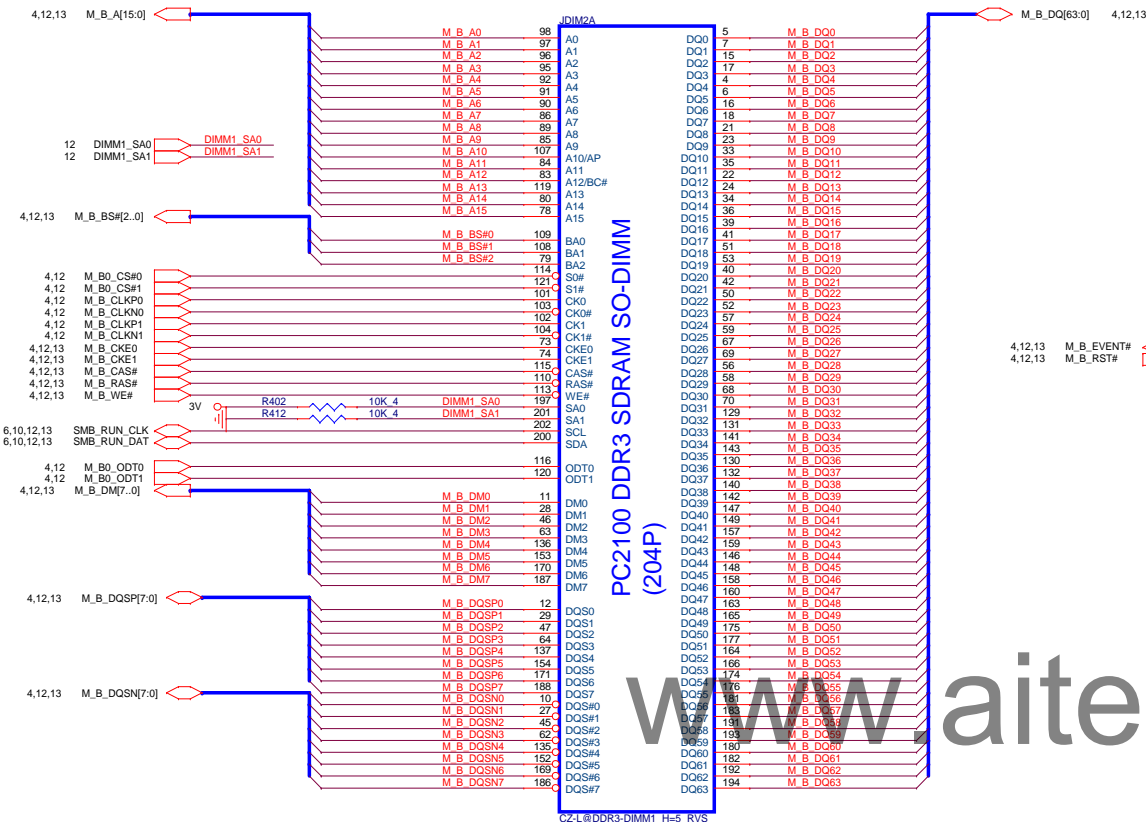 4,12,13 M_B_A[15:0]
JDIM2A
M_B_DQ[63:0] 4,12,13
M_B_A0 98 A0 DQ0 5 M_B_DQ0
M_B_A1 97 A1 DQ1 7 M_B_DQ1
M_B_A2 96 A2 DQ2 15 M_B_DQ2
M_B_A3 95 A3 DQ3 17 M_B_DQ3
M_B_A4 92 A4 DQ4 4 M_B_DQ4
M_B_A5 91 A5 DQ5 6 M_B_DQ5
M_B_A6 90 A6 DQ6 16 M_B_DQ6
M_B_A7 86 A7 DQ7 18 M_B_DQ7
M_B_A8 89 A8 DQ8 21 M_B_DQ8
M_B_A9 85 A9 DQ9 23 M_B_DQ9
12 DIMM1_SA0 DIMM1_SA0
M_B_A10 107 A10/AP DQ10 33 M_B_DQ10
12 DIMM1_SA1 DIMM1_SA1
M_B_A11 84 A11 DQ11 35 M_B_DQ11
M_B_A12 83 A12/BC# DQ12 22 M_B_DQ12
M_B_A13 119 A13 DQ13 24 M_B_DQ13
M_B_A14 80 A14 DQ14 34 M_B_DQ14
M_B_A15 78 A15 DQ15 36 M_B_DQ15
4,12,13 M_B_BS#[2..0]
DQ16 39 M_B_DQ16
M_B_BS#0 109 BA0 DQ17 41 M_B_DQ17
M_B_BS#1 108 BA1 DQ18 51 M_B_DQ18
M_B_BS#2 79 BA2 DQ19 53 M_B_DQ19
4,12 M_B0_CS#0 114 S0# DQ20 40 M_B_DQ20
4,12 M_B0_CS#1 121 S1# DQ21 42 M_B_DQ21
4,12 M_B_CLKP0 101 CK0 DQ22 50 M_B_DQ22
4,12 M_B_CLKN0 103 CK0# DQ23 52 M_B_DQ23
4,12 M_B_CLKP1 102 CK1 DQ24 57 M_B_DQ24
4,12 M_B_CLKN1 104 CK1# DQ25 59 M_B_DQ25
4,12,13 M_B_CKE0 73 CKE0 DQ26 67 M_B_DQ26
4,12,13 M_B_EVENT#
4,12,13 M_B_CKE1 74 CKE1 DQ27 69 M_B_DQ27
4,12,13 M_B_RST#
4,12,13 M_B_CAS# 115 CAS# DQ28 56 M_B_DQ28
4,12,13 M_B_RAS# 110 RAS# DQ29 58 M_B_DQ29
4,12,13 M_B_WE# 113 WE# DQ30 68 M_B_DQ30
3V R402 10K_4 DIMM1_SA0 197 SA0 DQ31 70 M_B_DQ31
R412 10K_4 DIMM1_SA1 201 SA1 DQ32 129 M_B_DQ32
6,10,12,13 SMB_RUN_CLK 202 SCL DQ33 131 M_B_DQ33
6,10,12,13 SMB_RUN_DAT 200 SDA DQ34 141 M_B_DQ34
DQ35 143 M_B_DQ35
4,12 M_B0_ODT0 116 ODT0 DQ36 130 M_B_DQ36
4,12 M_B0_ODT1 120 ODT1 DQ37 132 M_B_DQ37
4,12,13 M_B_DM[7..0]
DQ38 140 M_B_DQ38
M_B_DM0 11 DM0 DQ39 142 M_B_DQ39
M_B_DM1 28 DM1 DQ40 147 M_B_DQ40
M_B_DM2 46 DM2 DQ41 149 M_B_DQ41
M_B_DM3 63 DM3 DQ42 157 M_B_DQ42
M_B_DM4 136 DM4 DQ43 159 M_B_DQ43
M_B_DM5 153 DM5 DQ44 146 M_B_DQ44
M_B_DM6 170 DM6 DQ45 148 M_B_DQ45
M_B_DM7 187 DM7 DQ46 158 M_B_DQ46
4,12,13 M_B_DQSP[7:0]
DQ47 160 M_B_DQ47
M_B_DQSP0 12 DQS0 DQ48 163 M_B_DQ48
M_B_DQSP1 29 DQS1 DQ49 165 M_B_DQ49
M_B_DQSP2 47 DQS2 DQ50 175 M_B_DQ50
M_B_DQSP3 64 DQS3 DQ51 177 M_B_DQ51
M_B_DQSP4 137 DQS4 DQ52 164 M_B_DQ52
M_B_DQSP5 154 DQS5 DQ53 166 M_B_DQ53
M_B_DQSP6 171 DQS6 DQ54 174 M_B_DQ54
M_B_DQSP7 188 DQS7 DQ55 176 M_B_DQ55
4,12,13 M_B_DQSN[7:0]
M_B_DQSN0 10 DQS#0 DQ56 181 M_B_DQ56
M_B_DQSN1 27 DQS#1 DQ57 183 M_B_DQ57
M_B_DQSN2 45 DQS#2 DQ58 191 M_B_DQ58
M_B_DQSN3 62 DQS#3 DQ59 193 M_B_DQ59
M_B_DQSN4 135 DQS#4 DQ60 180 M_B_DQ60
M_B_DQSN5 152 DQS#5 DQ61 182 M_B_DQ61
M_B_DQSN6 169 DQS#6 DQ62 192 M_B_DQ62
M_B_DQSN7 186 DQS#7 DQ63 194 M_B_DQ63
PC2100 DDR3 SDRAM SO-DIMM
(204P)
www.aite
CZ-L@DDR3-DIMM1_H=5_RVS